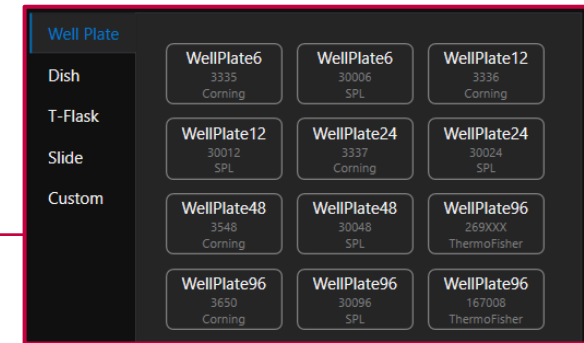 Well Plate
Dish
T-Flask
Slide
Custom
WellPlate6
3335
Corning
WellPlate6
30006
SPL
WellPlate12
3336
Corning
WellPlate12
30012
SPL
WellPlate24
3337
Corning
WellPlate24
30024
SPL
WellPlate48
3548
Corning
WellPlate48
30048
SPL
WellPlate96
269XXX
ThermoFisher
WellPlate96
3650
Corning
WellPlate96
30096
SPL
WellPlate96
167008
ThermoFisher